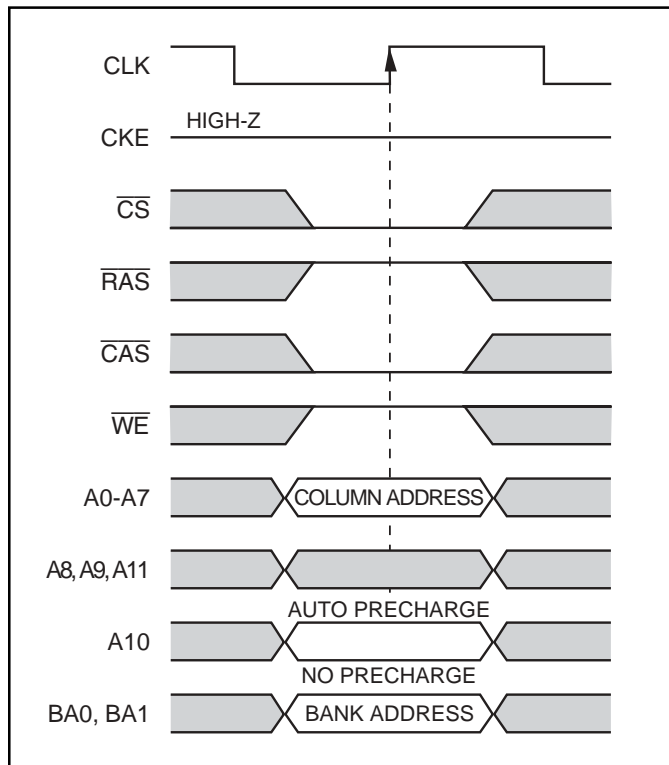 CLK
HIGH-Z
CKE
CS
RAS
CAS
WE
A0-A7
COLUMN ADDRESS
A8, A9, A11
AUTO PRECHARGE
A10
NO PRECHARGE
BA0, BA1
BANK ADDRESS